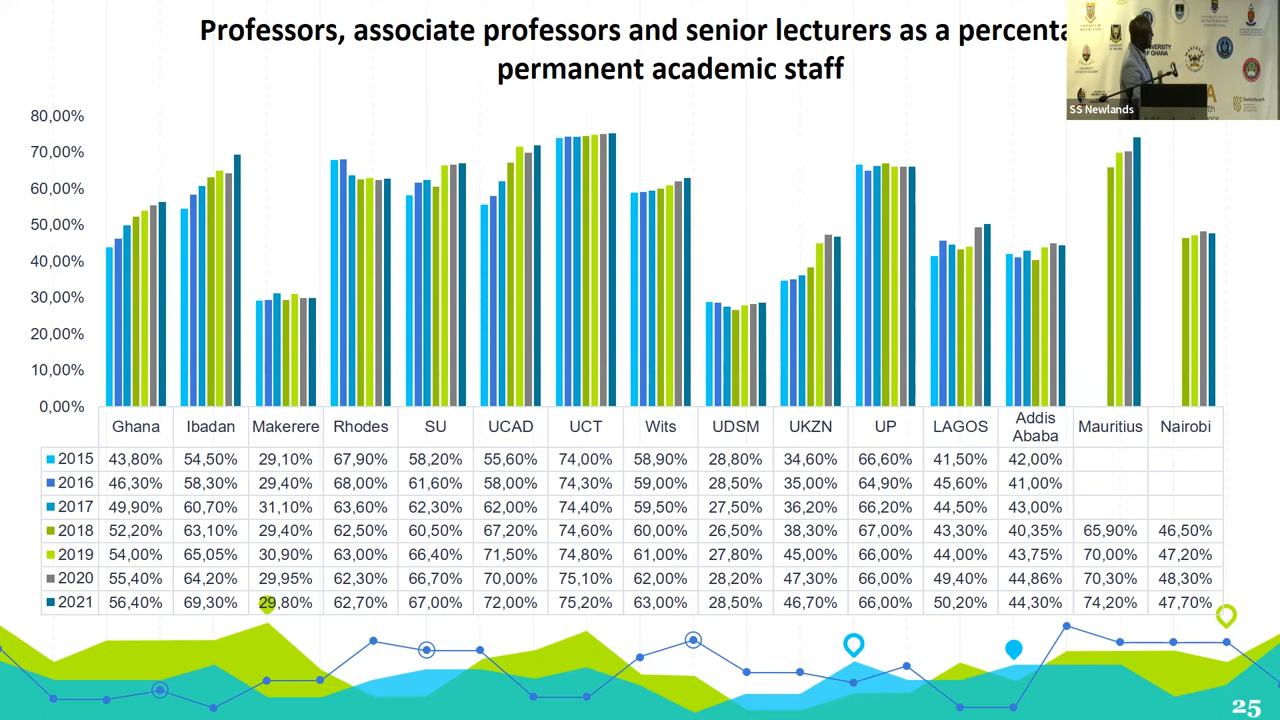 Professors, associate professors and senior lecturers as a percenta
permanent academic staff
SS Newlands
UNIVERSITY
OF GHANA
80,00%
70,00%
60,00%
50,00%
40,00%
30,00%
20,00%
10,00%
0,00%
Ghana Ibadan Makerere Rhodes SU UCAD UCT Wits UDSM UKZN UP LAGOS Addis Ababa Mauritius Nairobi
2015 43,80% 54,50% 29,10% 67,90% 58,20% 55,60% 74,00% 58,90% 28,80% 34,60% 66,60% 41,50% 42,00%
2016 46,30% 58,30% 29,40% 68,00% 61,60% 58,00% 74,30% 59,00% 28,50% 35,00% 64,90% 45,60% 41,00%
2017 49,90% 60,70% 31,10% 63,60% 62,30% 62,00% 74,40% 59,50% 27,50% 36,20% 66,20% 44,50% 43,00%
2018 52,20% 63,10% 29,40% 62,50% 60,50% 67,20% 74,60% 60,00% 26,50% 38,30% 67,00% 43,30% 40,35% 65,90% 46,50%
2019 54,00% 65,05% 30,90% 63,00% 66,40% 71,50% 74,80% 61,00% 27,80% 45,00% 66,00% 44,00% 43,75% 70,00% 47,20%
2020 55,40% 64,20% 29,95% 62,30% 66,70% 70,00% 75,10% 62,00% 28,20% 47,30% 66,00% 49,40% 44,86% 70,30% 48,30%
2021 56,40% 69,30% 29,80% 62,70% 67,00% 72,00% 75,20% 63,00% 28,50% 46,70% 66,00% 50,20% 44,30% 74,20% 47,70%
25